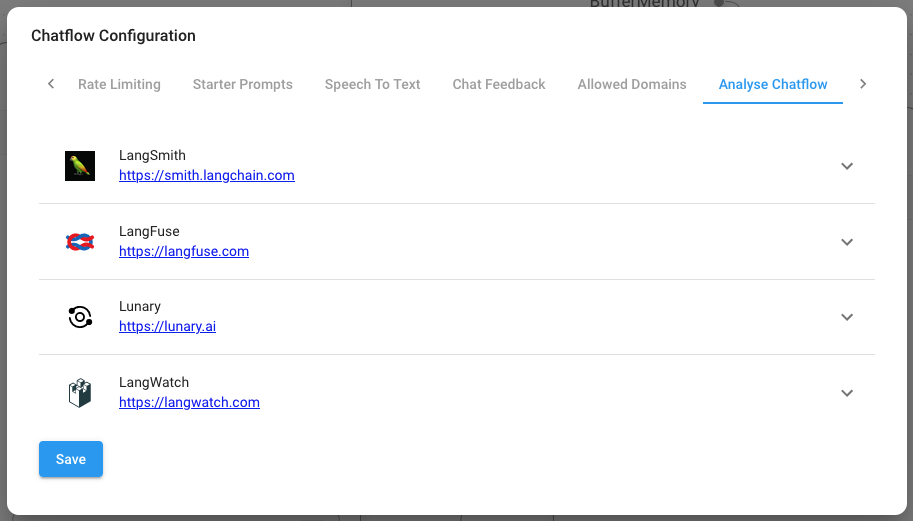 BufferMemory
Chatflow Configuration
Rate Limiting Starter Prompts Speech To Text Chat Feedback Allowed Domains Analyse Chatflow
LangSmith
https://smith.langchain.com
LangFuse
https://langfuse.com
Lunary
https://lunary.ai
LangWatch
https://langwatch.com
Save